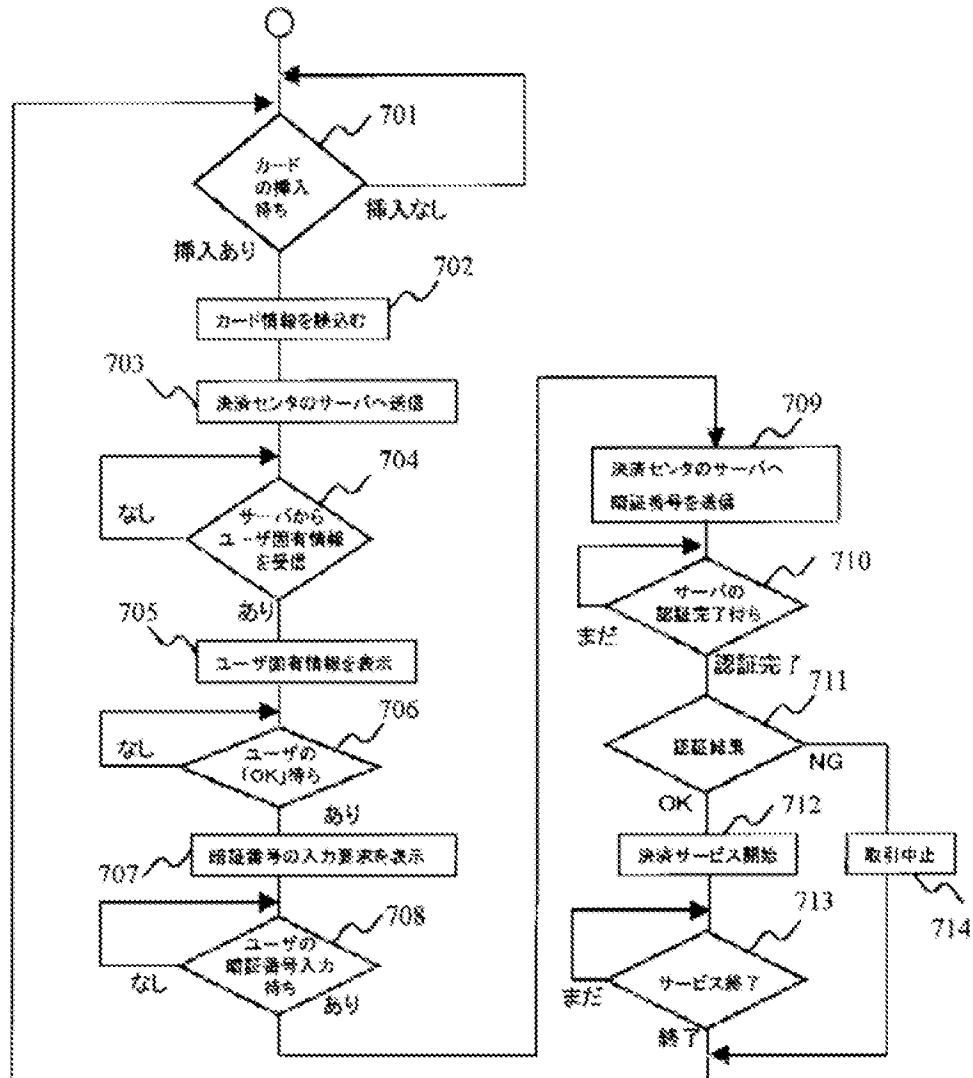 701
カード
の挿入
待ち
挿入なし
挿入あり
702
カード情報を読込む
703
決済センタのサーバへ送信
704
なし
サーバから
ユーザ固有情報
を受信
あり
705
ユーザ固有情報を表示
706
なし
ユーザの
「OK」待ち
あり
707
暗証番号の入力要求を表示
708
ユーザの
暗証番号入力
待ち
なし
あり
709
決済センタのサーバへ
暗証番号を送信
710
サーバの
認証完了待ち
まだ
認証完了
711
認証結果
NG
OK
712
決済サービス開始
取引中止
713
714
サービス終了
まだ
終了